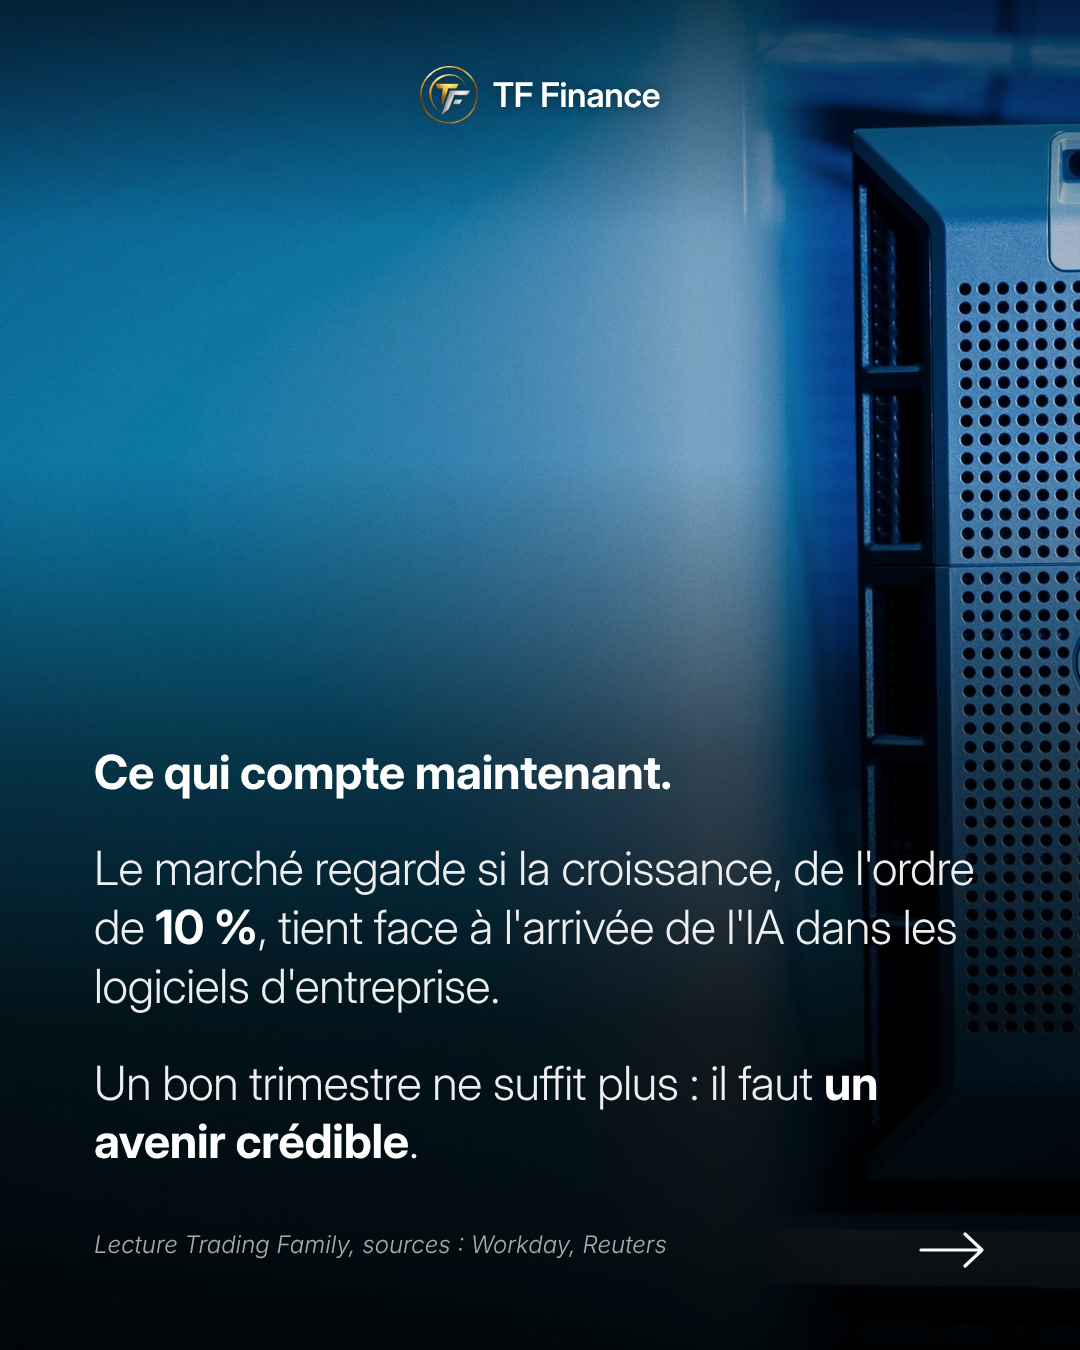 TF Finance
Ce qui compte maintenant.
Le marché regarde si la croissance, de l'ordre
de 10 %, tient face à l'arrivée de l'IA dans les
logiciels d'entreprise.
Un bon trimestre ne suffit plus : il faut un
avenir crédible.
Lecture Trading Family, sources : Workday, Reuters